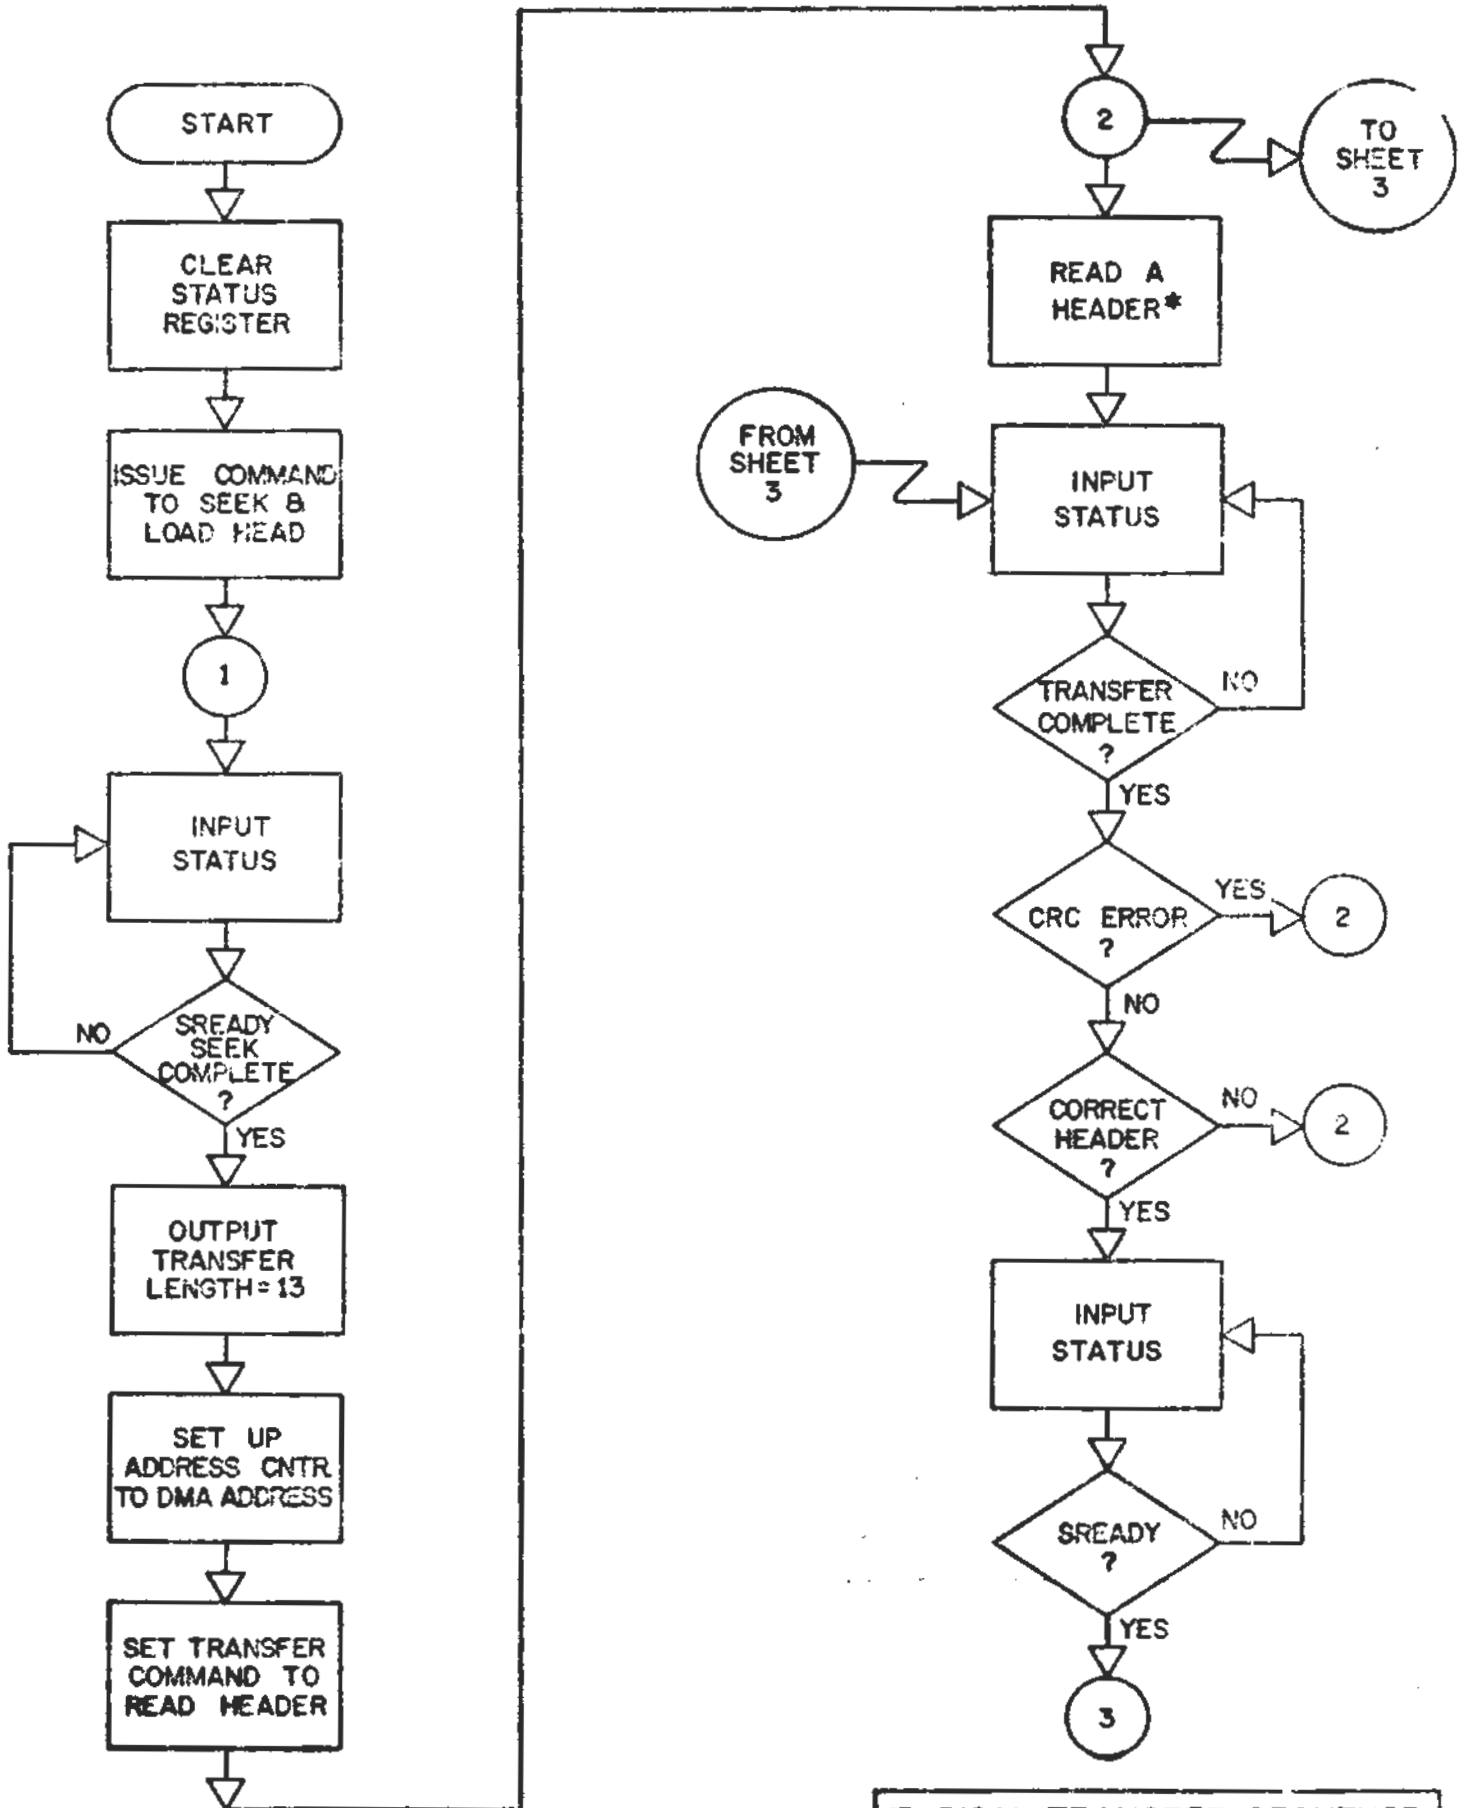 START
CLEAR
STATUS
REGISTER
ISSUE COMMAND
TO SEEK &
LOAD HEAD
1
INPUT
STATUS
NO
SREADY
SEEK
COMPLETE
?
YES
OUTPUT
TRANSFER
LENGTH=13
SET UP
ADDRESS CNTR
TO DMA ADDRESS
SET TRANSFER
COMMAND TO
READ HEADER
2
TO
SHEET
3
READ A
HEADER*
FROM
SHEET
3
INPUT
STATUS
TRANSFER
COMPLETE
?
NO
YES
CRC ERROR
?
YES
2
NO
CORRECT
HEADER
?
NO
2
YES
INPUT
STATUS
SREADY
?
NO
YES
3